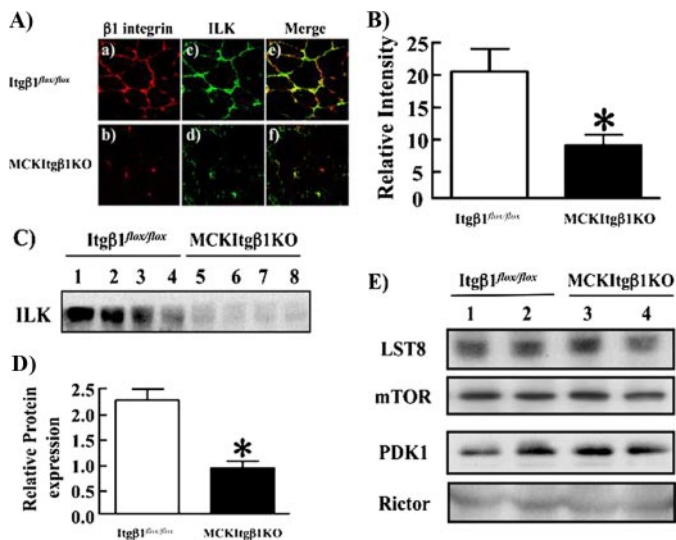 A)
β1 integrin ILK Merge
Itgβ1flox/flox
a) c) e)
MCKItgβ1KO
b) d) f)
B)
Relative Intensity
25
20
15
10
5
0
*
Itgβ1flox/flox MCKItgβ1KO
C)
Itgβ1flox/flox MCKItgβ1KO
1 2 3 4 5 6 7 8
ILK
D)
Relative Protein
expression
2.5
2.0
1.5
1.0
0.5
0.0
*
Itgβ1flox/flox MCKItgβ1KO
E)
Itgβ1flox/flox MCKItgβ1KO
1 2 3 4
LST8
mTOR
PDK1
Rictor